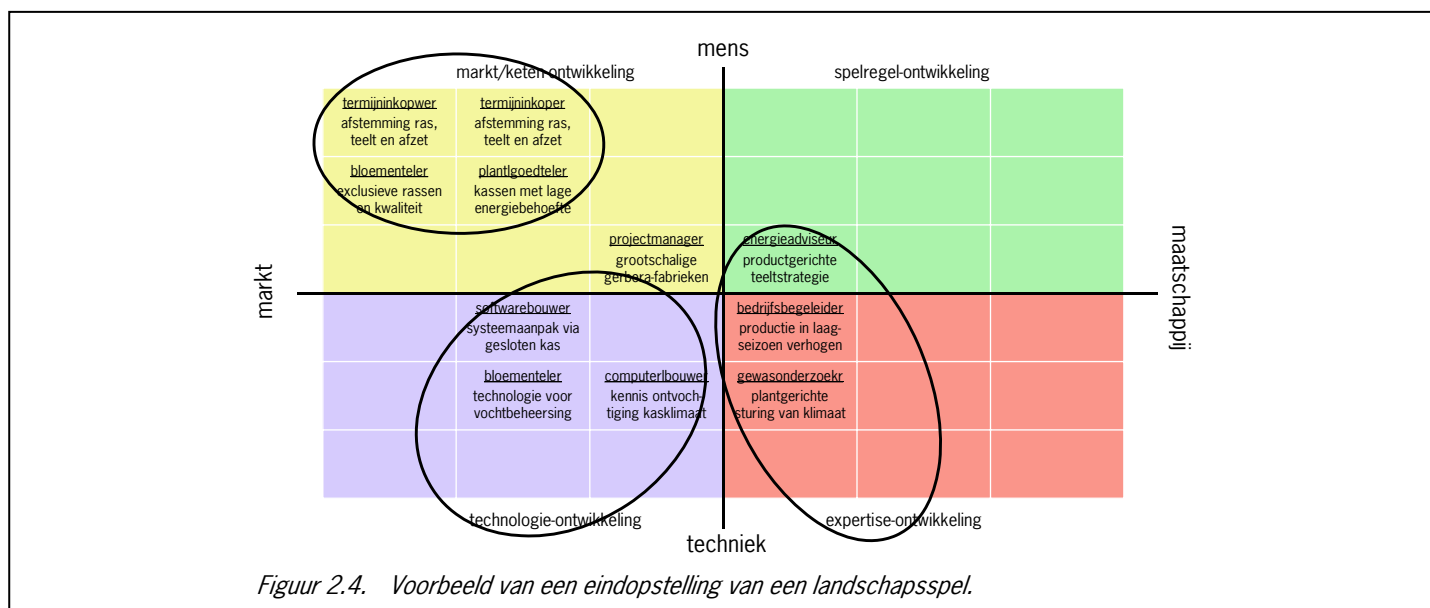 mens
markt/keten-ontwikkeling
spelregel-ontwikkeling
termijninkopwer
afstemming ras,
teelt en afzet
termijninkoper
afstemming ras,
teelt en afzet
bloementeler
exclusieve rassen
en kwaliteit
plantlgoedteler
kassen met lage
energiebehoefte
projectmanager
grootschalige
gerbera-fabrieken
energieadviseur
productgerichte
teeltstrategie
markt
maatschappij
softwarebouwer
systeemaanpak via
gesloten kas
bedrijfsbegeleider
productie in laag-
seizoen verhogen
bloementeler
technologie voor
vochtbeheersing
computerlbouwer
kennis ontvoch-
tiging kasklimaat
gewasonderzoekr
plantgerichte
sturing van klimaat
technologie-ontwikkeling
expertise-ontwikkeling
techniek
Figuur 2.4. Voorbeeld van een eindopstelling van een landschapsspel.